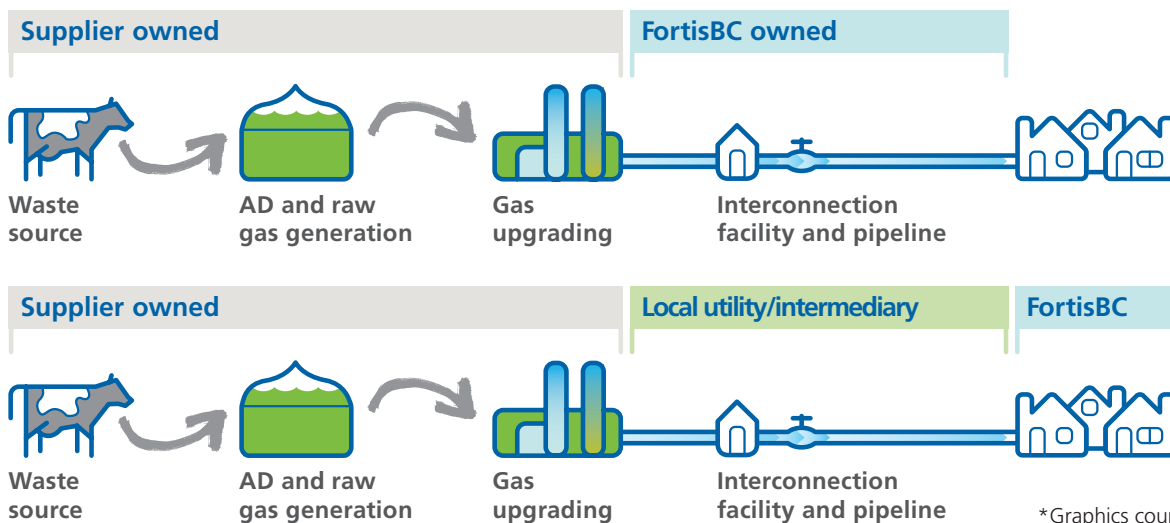 Supplier owned
FortisBC owned
Waste
source
AD and raw
gas generation
Gas
upgrading
Interconnection
facility and pipeline
Supplier owned
Local utility/intermediary
FortisBC
Waste
source
AD and raw
gas generation
Gas
upgrading
Interconnection
facility and pipeline
*Graphics